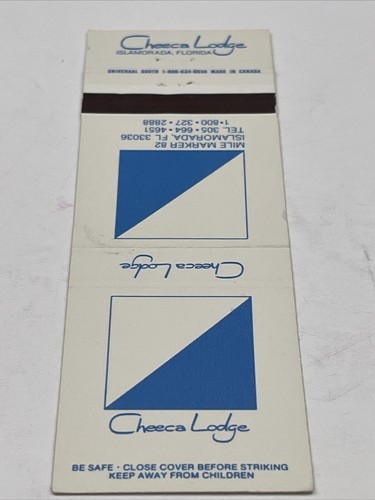 Cheeca Lodge
ISLAMORADA, FLORIDA
UNIVERSAL SOUTH 1-800-634-6856 MADE IN CANADA
MILE MARKER 82
ISLAMORADA, FL 33036
TEL. 305 • 664 • 4651
1 • 800 • 327 • 2888
Cheeca Lodge
Cheeca Lodge
BE SAFE • CLOSE COVER BEFORE STRIKING
KEEP AWAY FROM CHILDREN